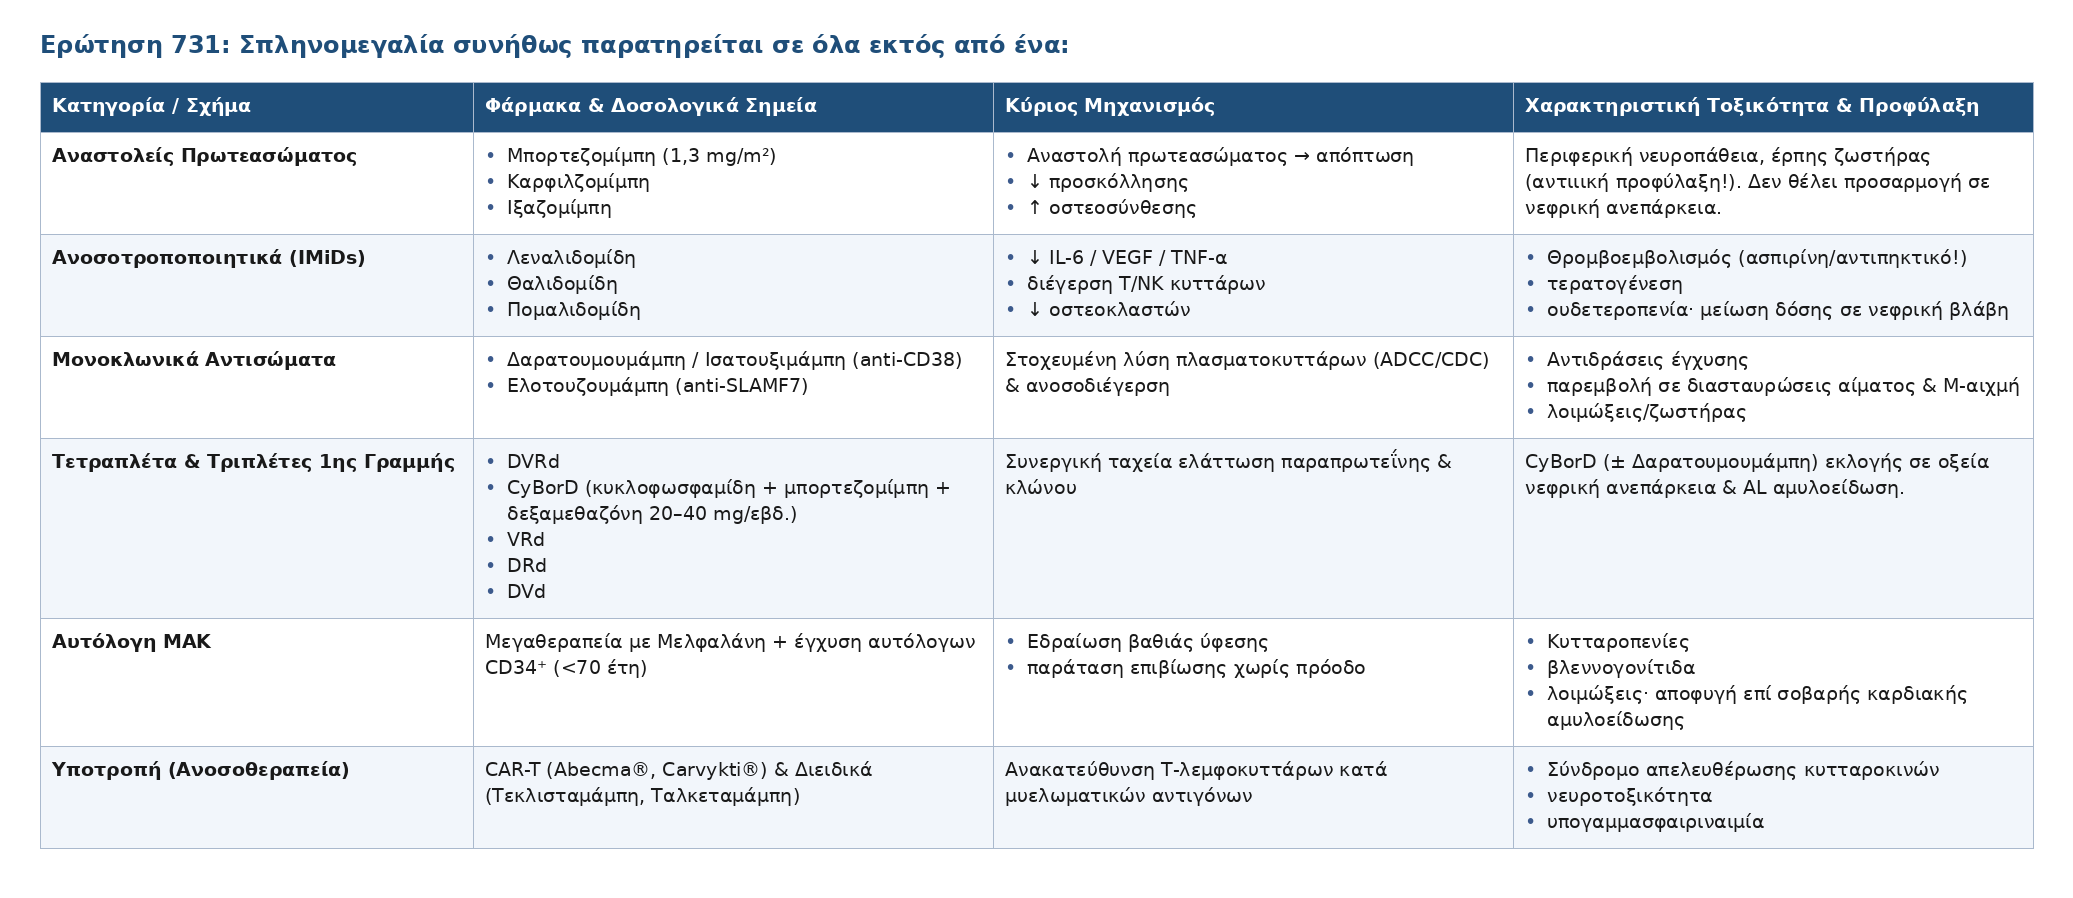 Ερώτηση 731: Σπληνομεγαλία συνήθως παρατηρείται σε όλα εκτός από ένα:
Κατηγορία / Σχήμα
Φάρμακα & Δοσολογικά Σημεία
Κύριος Μηχανισμός
Χαρακτηριστική Τοξικότητα & Προφύλαξη
Αναστολείς Πρωτεασώματος
• Μπορτεζομίμπη (1,3 mg/m²)
• Καρφιλζομίμπη
• Ιξαζομίμπη
• Αναστολή πρωτεασώματος → απόπτωση
• ↓ προσκόλλησης
• ↑ οστεοσύνθεσης
Περιφερική νευροπάθεια, έρπης ζωστήρας
(αντιιική προφύλαξη!). Δεν θέλει προσαρμογή σε
νεφρική ανεπάρκεια.
Ανοσοτροποποιητικά (IMiDs)
• Λεναλιδομίδη
• Θαλιδομίδη
• Πομαλιδομίδη
• ↓ IL-6 / VEGF / TNF-α
• διέγερση Τ/ΝΚ κυττάρων
• ↓ οστεοκλαστών
• Θρομβοεμβολισμός (ασπιρίνη/αντιπηκτικό!)
• τερατογένεση
• ουδετεροπενία· μείωση δόσης σε νεφρική βλάβη
Μονοκλωνικά Αντισώματα
• Δαρατουμουμάμπη / Ισατουξιμάμπη (anti-CD38)
• Ελοτουζουμάμπη (anti-SLAMF7)
Στοχευμένη λύση πλασματοκυττάρων (ADCC/CDC)
& ανοσοδιέγερση
• Αντιδράσεις έγχυσης
• παρεμβολή σε διασταυρώσεις αίματος & Μ-αιχμή
• λοιμώξεις/ζωστήρας
Τετραπλέτα & Τριπλέτες 1ης Γραμμής
• DVRd
• CyBorD (κυκλοφωσφαμίδη + μπορτεζομίμπη +
δεξαμεθαζόνη 20–40 mg/εβδ.)
• VRd
• DRd
• DVd
Συνεργική ταχεία ελάττωση παραπρωτεΐνης &
κλώνου
CyBorD (± Δαρατουμουμάμπη) εκλογής σε οξεία
νεφρική ανεπάρκεια & AL αμυλοείδωση.
Αυτόλογη ΜΑΚ
Μεγαθεραπεία με Μελφαλάνη + έγχυση αυτόλογων
CD34⁺ (<70 έτη)
• Εδραίωση βαθιάς ύφεσης
• παράταση επιβίωσης χωρίς πρόοδο
• Κυτταροπενίες
• βλεννογονίτιδα
• λοιμώξεις· αποφυγή επί σοβαρής καρδιακής
αμυλοείδωσης
Υποτροπή (Ανοσοθεραπεία)
CAR-T (Abecma®, Carvykti®) & Διειδικά
(Τεκλισταμάμπη, Ταλκεταμάμπη)
Ανακατεύθυνση Τ-λεμφοκυττάρων κατά
μυελωματικών αντιγόνων
• Σύνδρομο απελευθέρωσης κυτταροκινών
• νευροτοξικότητα
• υπογαμμασφαιριναιμία